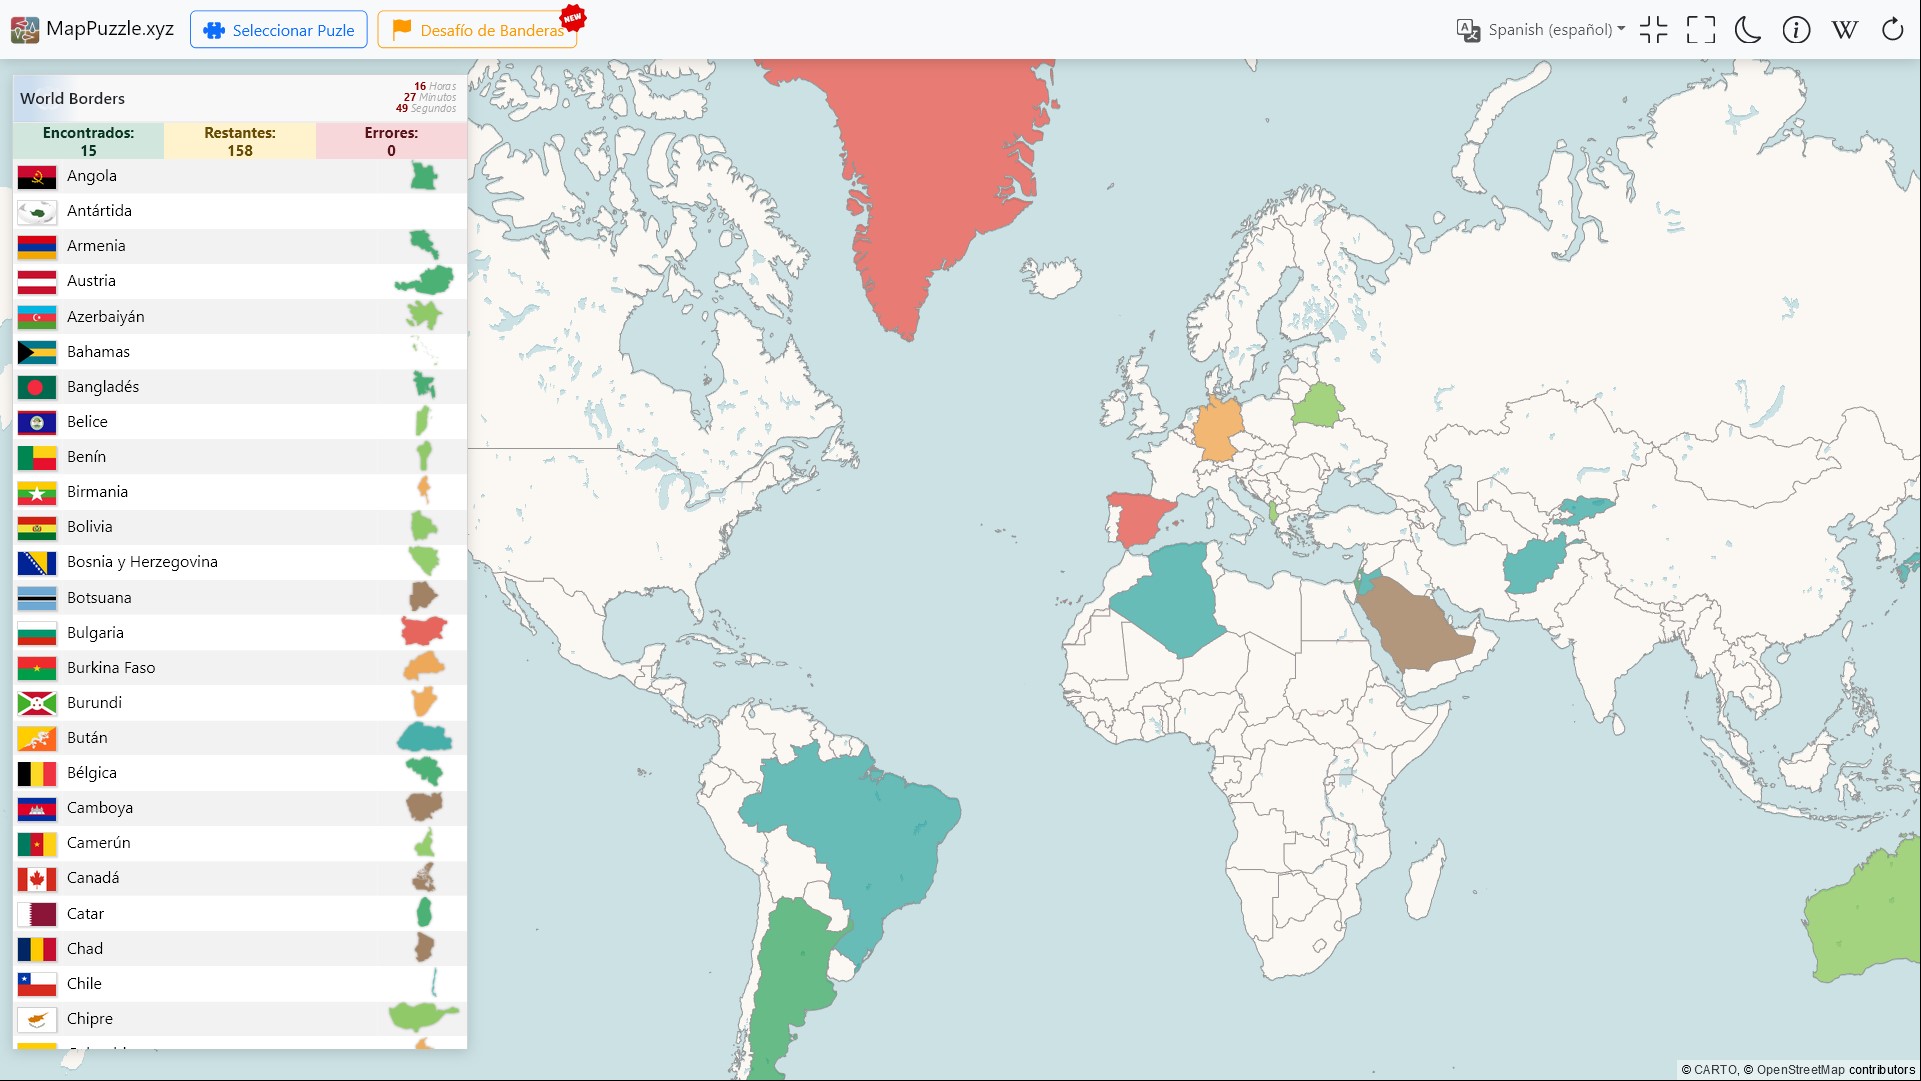 MapPuzzle.xyz
Seleccionar Puzle
Desafío de Banderas
NEW
Spanish (español)
World Borders
16 Horas
27 Minutos
49 Segundos
Encontrados:
15
Restantes:
158
Errores:
0
Angola
Antártida
Armenia
Austria
Azerbaiyán
Bahamas
Bangladés
Belice
Benín
Birmania
Bolivia
Bosnia y Herzegovina
Botsuana
Bulgaria
Burkina Faso
Burundi
Bután
Bélgica
Camboya
Camerún
Canadá
Catar
Chad
Chile
Chipre
© CARTO, © OpenStreetMap contributors